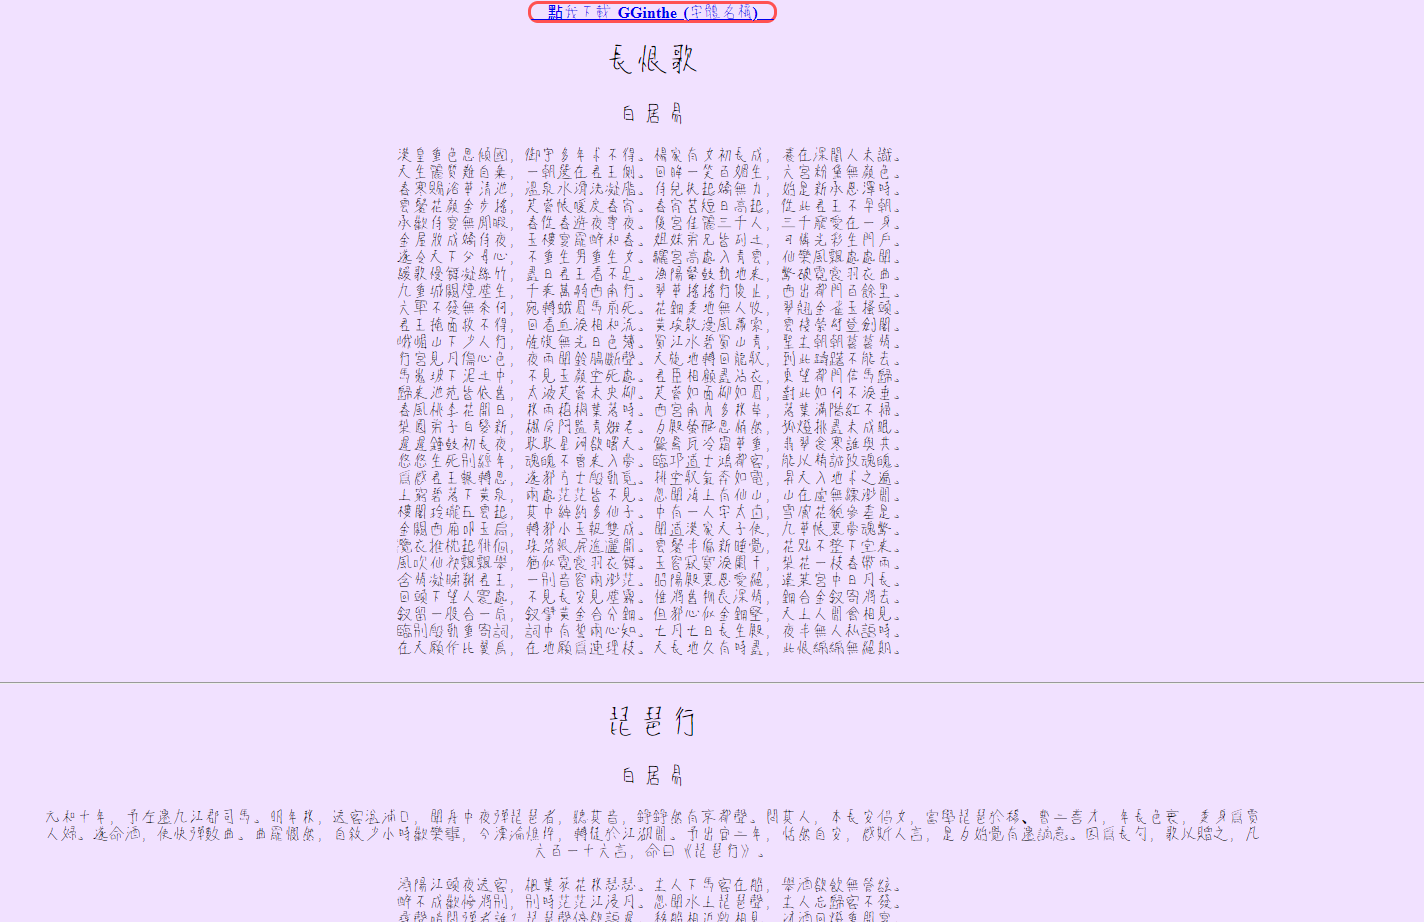 點我下載 GGinthe (字體名稱)
長恨歌
白居易
漢皇重色思傾國，御宇多年求不得。楊家有女初長成，養在深閨人未識。
天生麗質難自棄，一朝選在君王側。回眸一笑百媚生，六宮粉黛無顏色。
春寒賜浴華清池，溫泉水滑洗凝脂。侍兒扶起嬌無力，始是新承恩澤時。
雲鬢花顏金步搖，芙蓉帳暖度春宵。春宵苦短日高起，從此君王不早朝。
承歡侍宴無閒暇，春從春遊夜專夜。後宮佳麗三千人，三千寵愛在一身。
金屋妝成嬌侍夜，玉樓宴罷醉和春。姐妹弟兄皆列土，可憐光彩生門戶。
遂令天下父母心，不重生男重生女。驪宮高處入青雲，仙樂風飄處處聞。
緩歌慢舞凝絲竹，盡日君王看不足。漁陽鼙鼓動地來，驚破霓裳羽衣曲。
九重城闕煙塵生，千乘萬騎西南行。翠華搖搖行復止，西出都門百餘里。
六軍不發無奈何，宛轉蛾眉馬前死。花鈿委地無人收，翠翹金雀玉搔頭。
君王掩面救不得，回看血淚相和流。黃埃散漫風蕭索，雲棧縈紆登劍閣。
峨嵋山下少人行，旌旗無光日色薄。蜀江水碧蜀山青，聖主朝朝暮暮情。
行宮見月傷心色，夜雨聞鈴腸斷聲。天旋地轉回龍馭，到此躊躇不能去。
馬嵬坡下泥土中，不見玉顏空死處。君臣相顧盡沾衣，東望都門信馬歸。
歸來池苑皆依舊，太液芙蓉未央柳。芙蓉如面柳如眉，對此如何不淚垂。
春風桃李花開日，秋雨梧桐葉落時。西宮南內多秋草，落葉滿階紅不掃。
梨園弟子白髮新，椒房阿監青娥老。夕殿螢飛思悄然，孤燈挑盡未成眠。
遲遲鐘鼓初長夜，耿耿星河欲曙天。鴛鴦瓦冷霜華重，翡翠衾寒誰與共。
悠悠生死別經年，魂魄不曾來入夢。臨邛道士鴻都客，能以精誠致魂魄。
為感君王輾轉思，遂教方士殷勤覓。排空馭氣奔如電，昇天入地求之遍。
上窮碧落下黃泉，兩處茫茫皆不見。忽聞海上有仙山，山在虛無縹渺間。
樓閣玲瓏五雲起，其中綽約多仙子。中有一人字太真，雪膚花貌參差是。
金闕西廂叩玉扃，轉教小玉報雙成。聞道漢家天子使，九華帳裏夢魂驚。
攬衣推枕起徘徊，珠箔銀屏迤邐開。雲鬢半偏新睡覺，花冠不整下堂來。
風吹仙袂飄飄舉，猶似霓裳羽衣舞。玉容寂寞淚闌干，梨花一枝春帶雨。
含情凝睇謝君王，一別音容兩渺茫。昭陽殿裏恩愛絕，蓬萊宮中日月長。
回頭下望人寰處，不見長安見塵霧。惟將舊物表深情，鈿合金釵寄將去。
釵留一股合一扇，釵擘黃金合分鈿。但教心似金鈿堅，天上人間會相見。
臨別殷勤重寄詞，詞中有誓兩心知。七月七日長生殿，夜半無人私語時。
在天願作比翼鳥，在地願為連理枝。天長地久有時盡，此恨綿綿無絕期。
琵琶行
白居易
元和十年，予左遷九江郡司馬。明年秋，送客湓浦口，聞舟中夜彈琵琶者，聽其音，錚錚然有京都聲。問其人，本長安倡女，嘗學琵琶於穆、曹二善才，年長色衰，委身為賈
人婦。遂命酒，使快彈數曲。曲罷憫然，自敘少小時歡樂事，今漂淪憔悴，轉徙於江湖間。予出官二年，恬然自安，感斯人言，是夕始覺有遷謫意。因為長句，歌以贈之，凡
六百一十六言，命曰《琵琶行》。
潯陽江頭夜送客，楓葉荻花秋瑟瑟。主人下馬客在船，舉酒欲飲無管絃。
醉不成歡慘將別，別時茫茫江浸月。忽聞水上琵琶聲，主人忘歸客不發。
尋聲暗問彈者誰？琵琶聲停欲語遲。移船相近邀相見，添酒回燈重開宴。